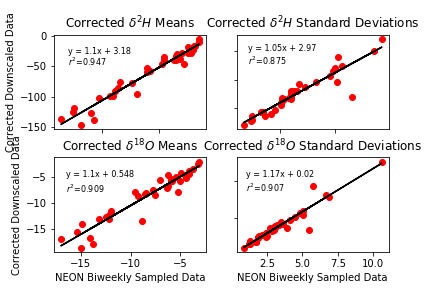 Corrected δ²H Means
Corrected δ²H Standard Deviations
Corrected Downscaled Data
0
−50
−100
−150
y = 1.1x + 3.18
r²=0.947
y = 1.05x + 2.97
r²=0.875
Corrected δ¹⁸O Means
Corrected δ¹⁸O Standard Deviations
Corrected Downscaled Data
−5
−10
−15
y = 1.1x + 0.548
r²=0.909
y = 1.17x + 0.02
r²=0.907
−15
−10
−5
2.5
5.0
7.5
10.0
NEON Biweekly Sampled Data
NEON Biweekly Sampled Data